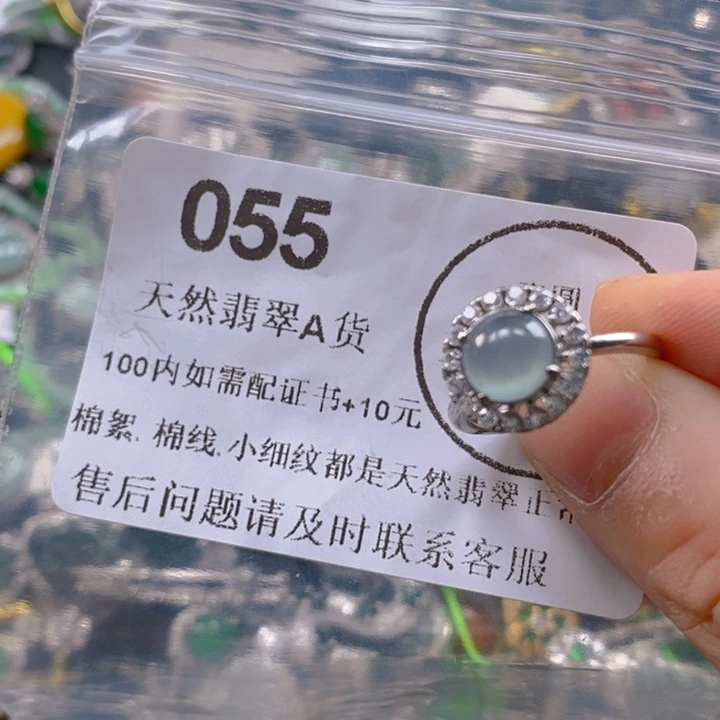 055
天然翡翠A货
100内如需配证书+10元
棉絮.棉线.小细纹都是天然翡翠正常
售后问题请及时联系客服